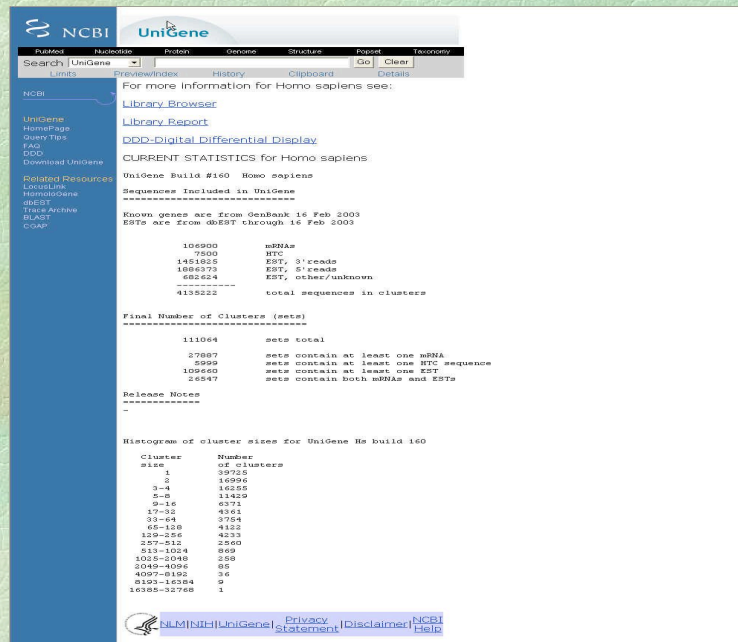 NCBI UniGene
PubMed Nucleotide Protein Genome Structure Popset Taxonomy
Search UniGene Go Clear
Limits Preview/Index History Clipboard Details
NCBI
UniGene
HomePage
Query Tips
FAQ
DDD
Download UniGene
Related Resources
LocusLink
HomoloGene
dbEST
Trace Archive
BLAST
CGAP
For more information for Homo sapiens see:
Library Browser
Library Report
DDD-Digital Differential Display
CURRENT STATISTICS for Homo sapiens
UniGene Build #160 Homo sapiens
Sequences Included in UniGene
=============================
Known genes are from GenBank 16 Feb 2003
ESTs are from dbEST through 16 Feb 2003
106900 mRNAs
7500 HTC
1451825 EST, 3'reads
1886373 EST, 5'reads
682624 EST, other/unknown
----------
4135222 total sequences in clusters
Final Number of Clusters (sets)
===============================
111064 sets total
27887 sets contain at least one mRNA
5999 sets contain at least one HTC sequence
109660 sets contain at least one EST
26547 sets contain both mRNAs and ESTs
Release Notes
=============
-
Histogram of cluster sizes for UniGene Hs build 160
Cluster Number
size of clusters
1 39725
2 16996
3-4 16255
5-8 11429
9-16 6371
17-32 4361
33-64 3754
65-128 4122
129-256 4233
257-512 2560
513-1024 869
1025-2048 258
2049-4096 85
4097-8192 36
8193-16384 9
16385-32768 1
NLM|NIH|UniGene| Privacy Statement |Disclaimer| NCBI Help